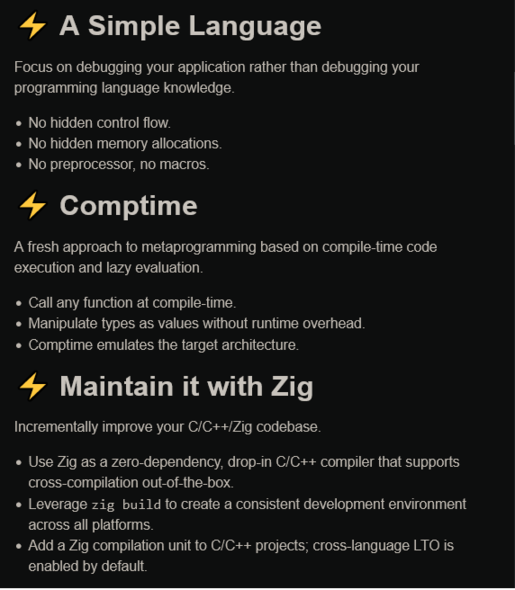 ⚡ A Simple Language
Focus on debugging your application rather than debugging your
programming language knowledge.
• No hidden control flow.
• No hidden memory allocations.
• No preprocessor, no macros.
⚡ Comptime
A fresh approach to metaprogramming based on compile-time code
execution and lazy evaluation.
• Call any function at compile-time.
• Manipulate types as values without runtime overhead.
• Comptime emulates the target architecture.
⚡ Maintain it with Zig
Incrementally improve your C/C++/Zig codebase.
• Use Zig as a zero-dependency, drop-in C/C++ compiler that supports
cross-compilation out-of-the-box.
• Leverage zig build to create a consistent development environment
across all platforms.
• Add a Zig compilation unit to C/C++ projects; cross-language LTO is
enabled by default.